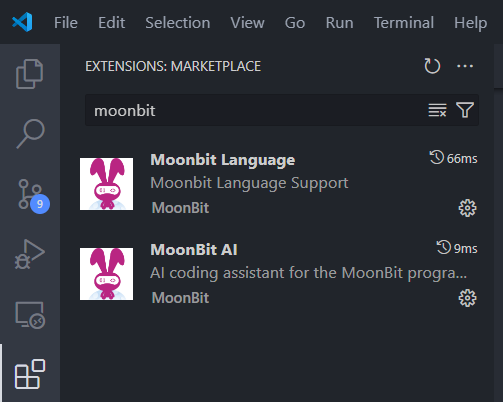 File Edit Selection View Go Run Terminal Help
EXTENSIONS: MARKETPLACE
moonbit
Moonbit Language 66ms
Moonbit Language Support
MoonBit
9
MoonBit AI 9ms
AI coding assistant for the MoonBit progra...
MoonBit